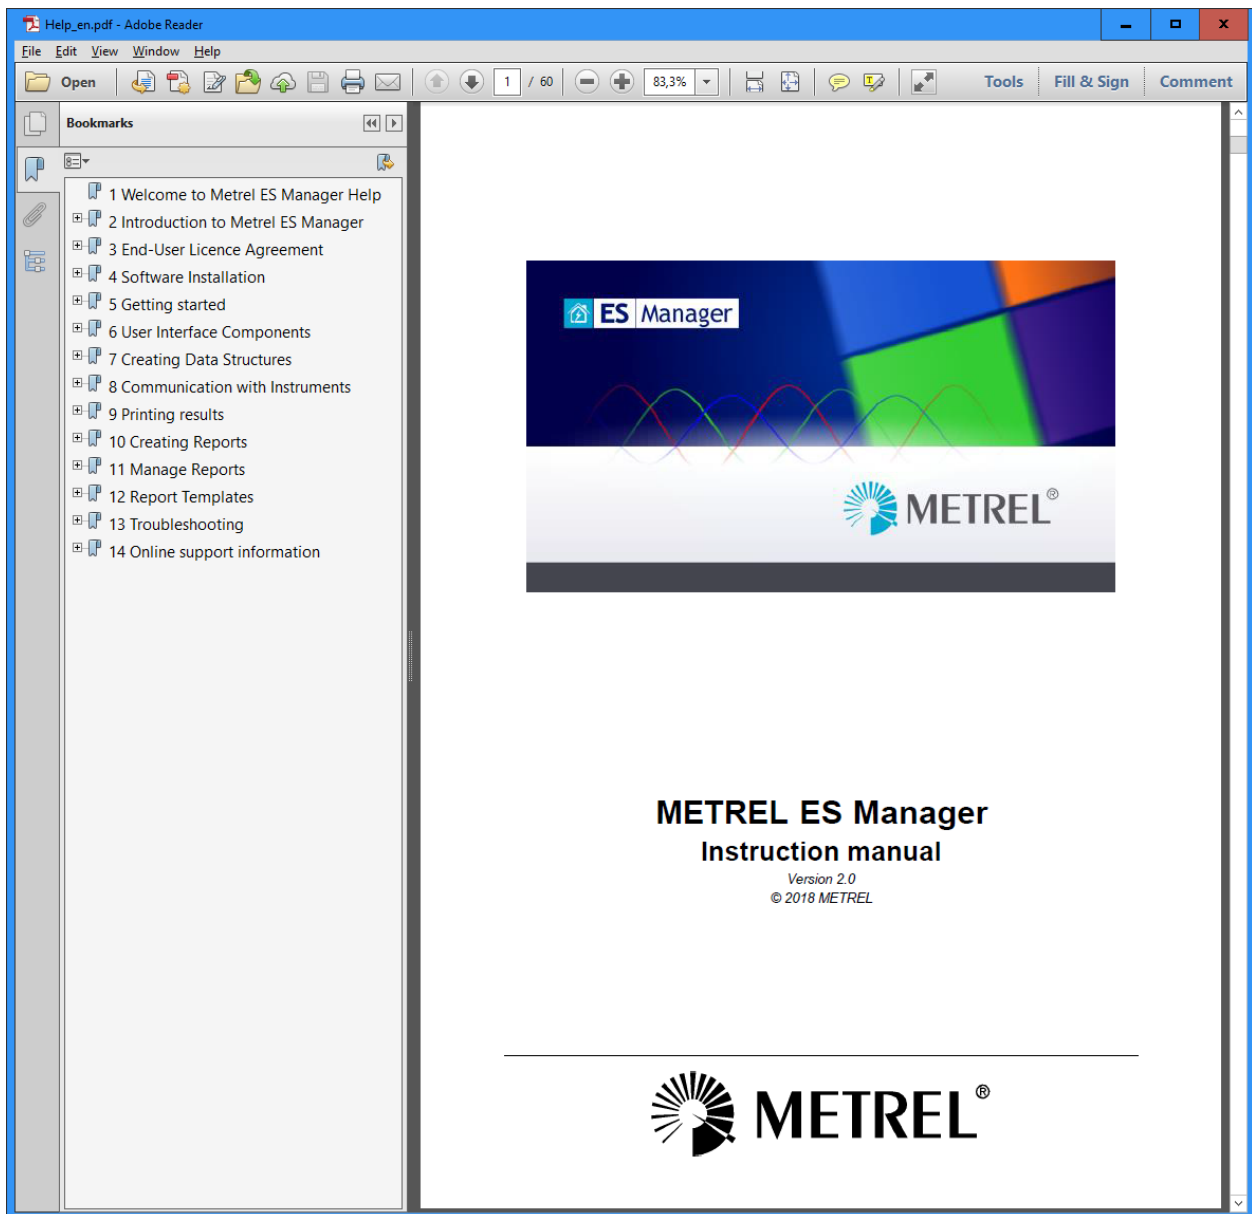 Help_en.pdf - Adobe Reader
File Edit View Window Help
Open 1 / 60 83,3% Tools Fill & Sign Comment
Bookmarks
1 Welcome to Metrel ES Manager Help
2 Introduction to Metrel ES Manager
3 End-User Licence Agreement
4 Software Installation
5 Getting started
6 User Interface Components
7 Creating Data Structures
8 Communication with Instruments
9 Printing results
10 Creating Reports
11 Manage Reports
12 Report Templates
13 Troubleshooting
14 Online support information
ES Manager
METREL®
METREL ES Manager
Instruction manual
Version 2.0
© 2018 METREL
METREL®